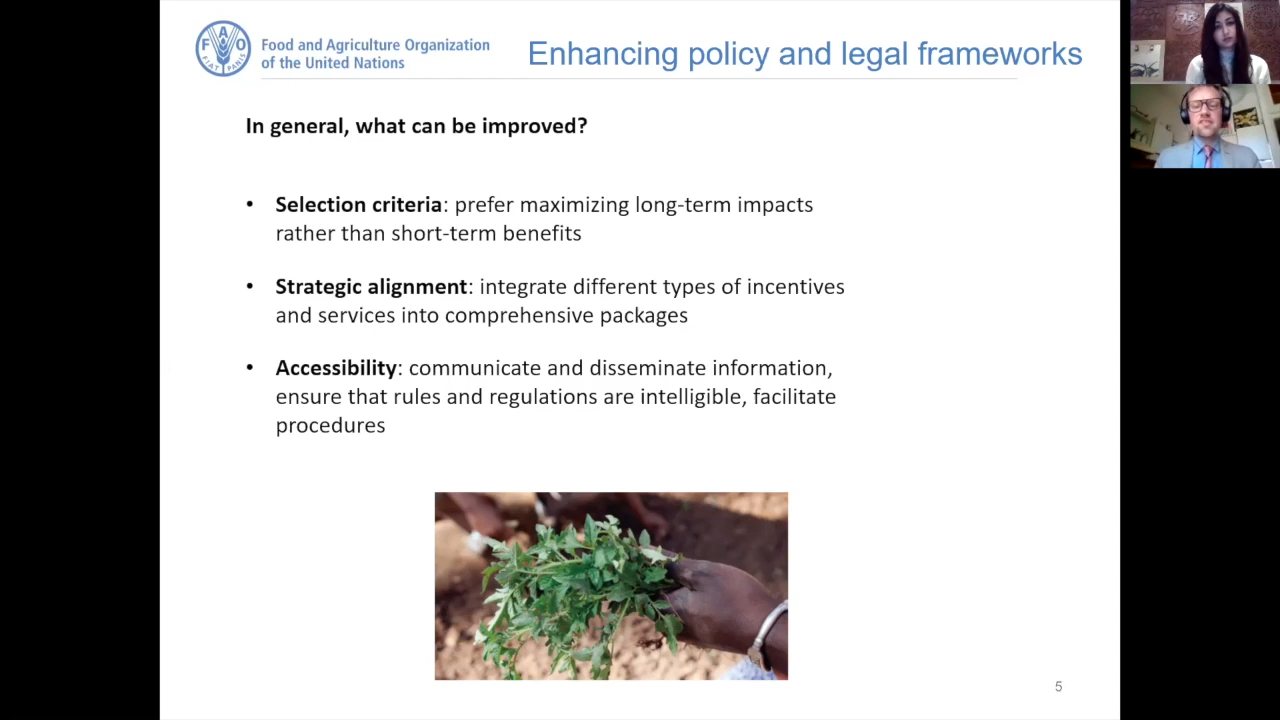 F A O
FIAT PANIS
Food and Agriculture Organization
of the United Nations
Enhancing policy and legal frameworks
In general, what can be improved?
• Selection criteria: prefer maximizing long-term impacts
rather than short-term benefits
• Strategic alignment: integrate different types of incentives
and services into comprehensive packages
• Accessibility: communicate and disseminate information,
ensure that rules and regulations are intelligible, facilitate
procedures
5